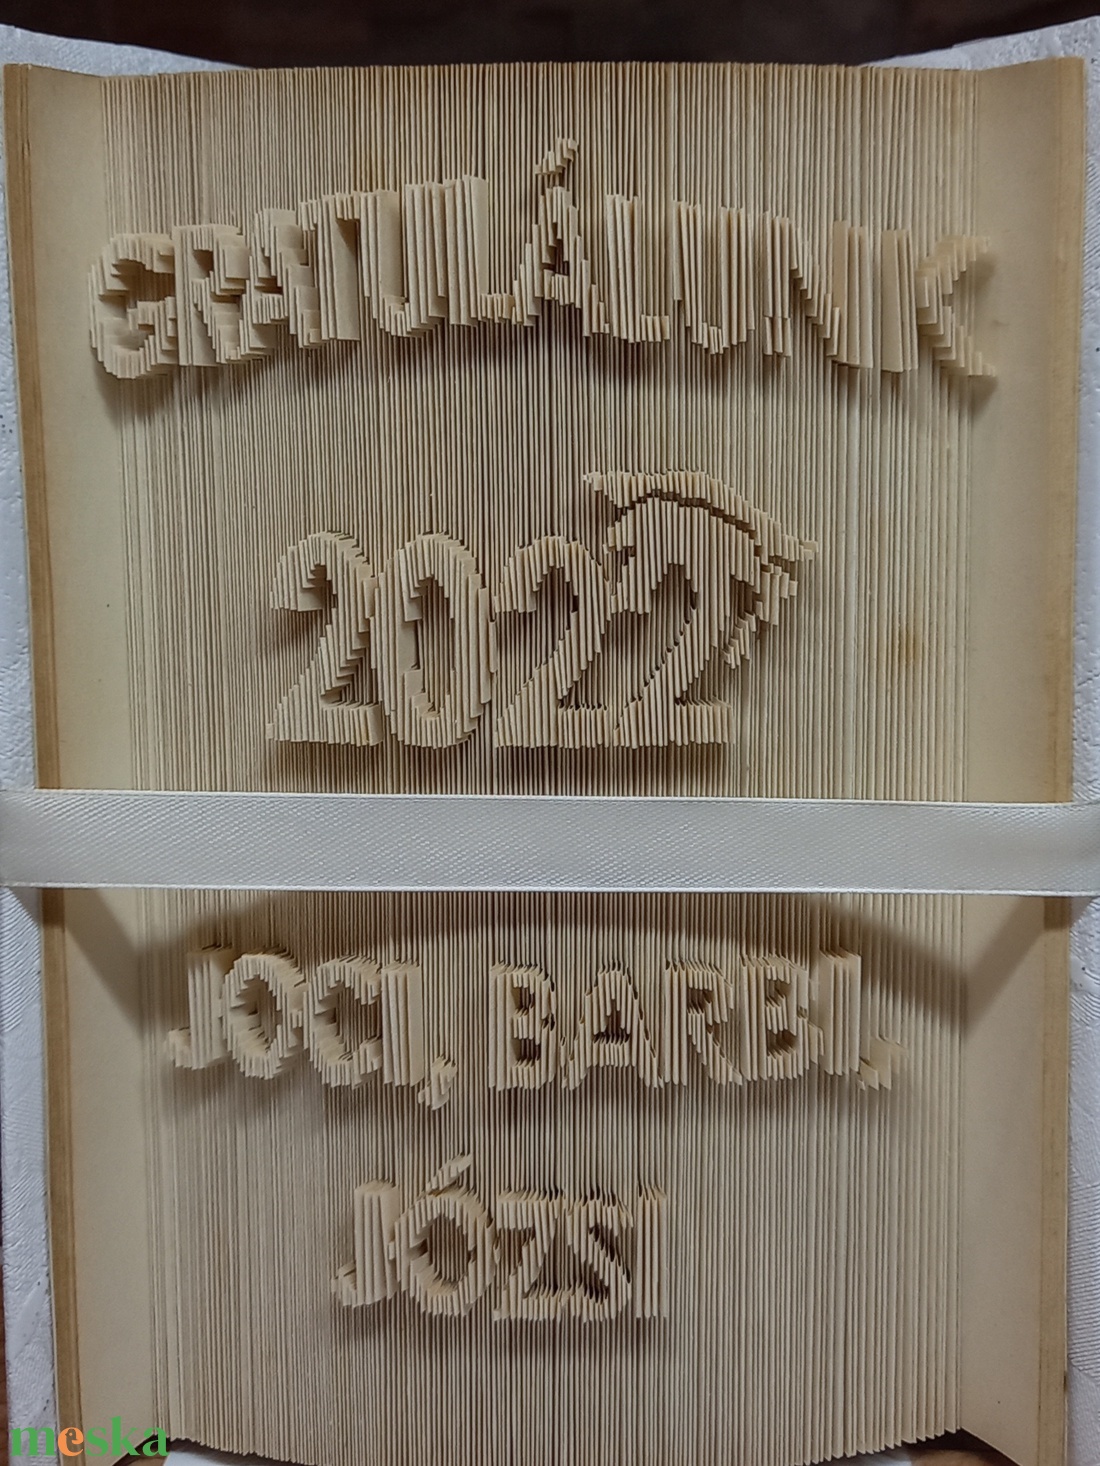 GRATULÁLUNK
2022
JOCI, BARBI,
JÓZSI
meska